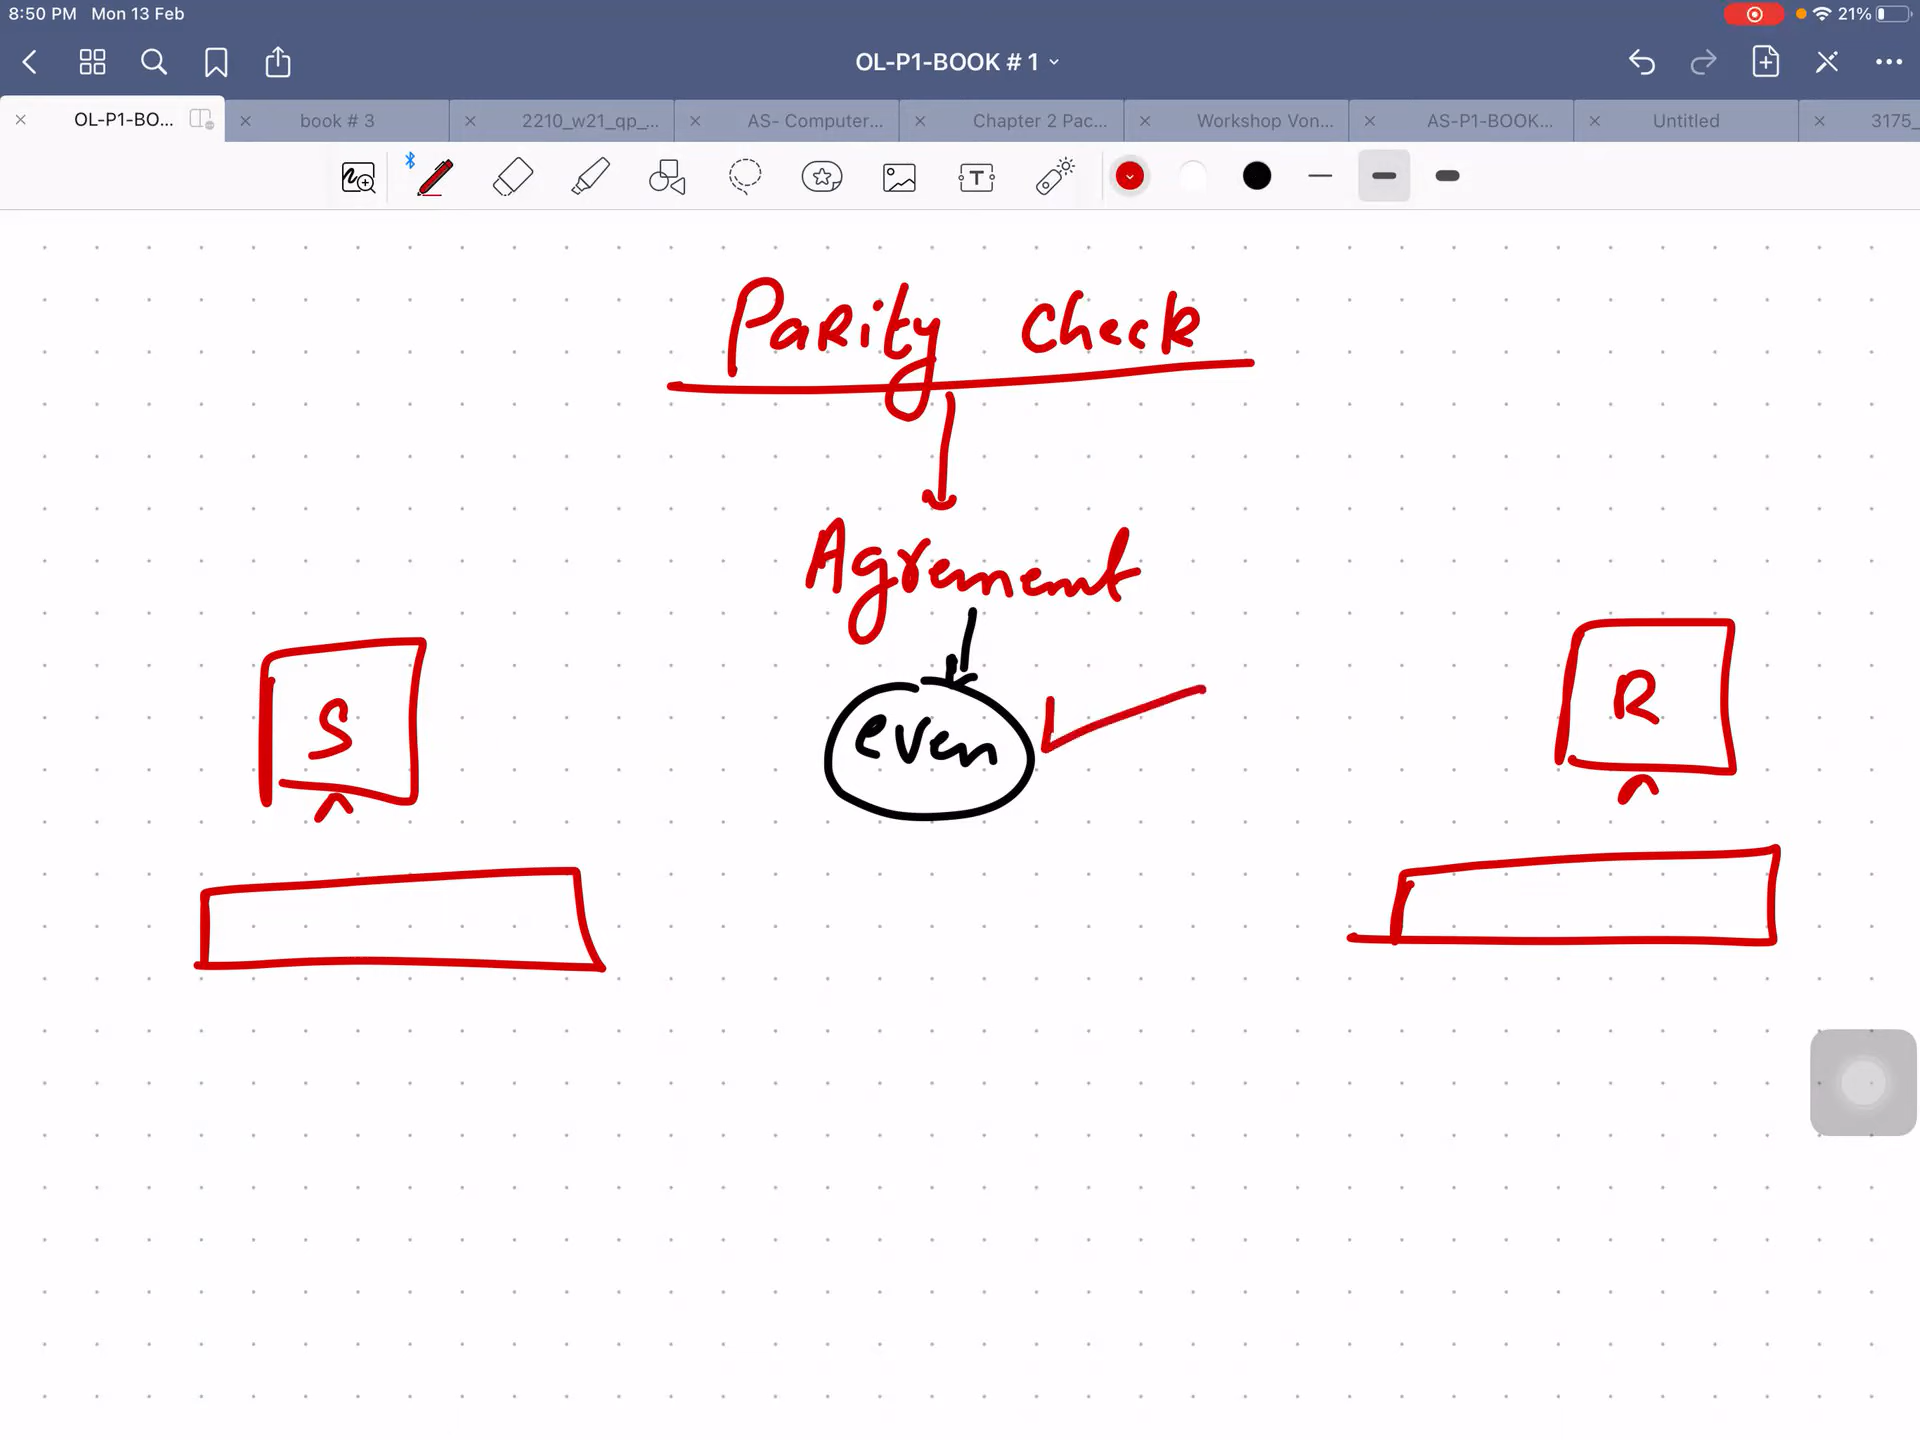 8:50 PM Mon 13 Feb
21%
OL-P1-BOOK # 1
OL-P1-BO...
book # 3
2210_w21_qp_...
AS- Computer...
Chapter 2 Pac...
Workshop Von...
AS-P1-BOOK...
Untitled
3175_
T
Parity Check
Agrement
even
S
R